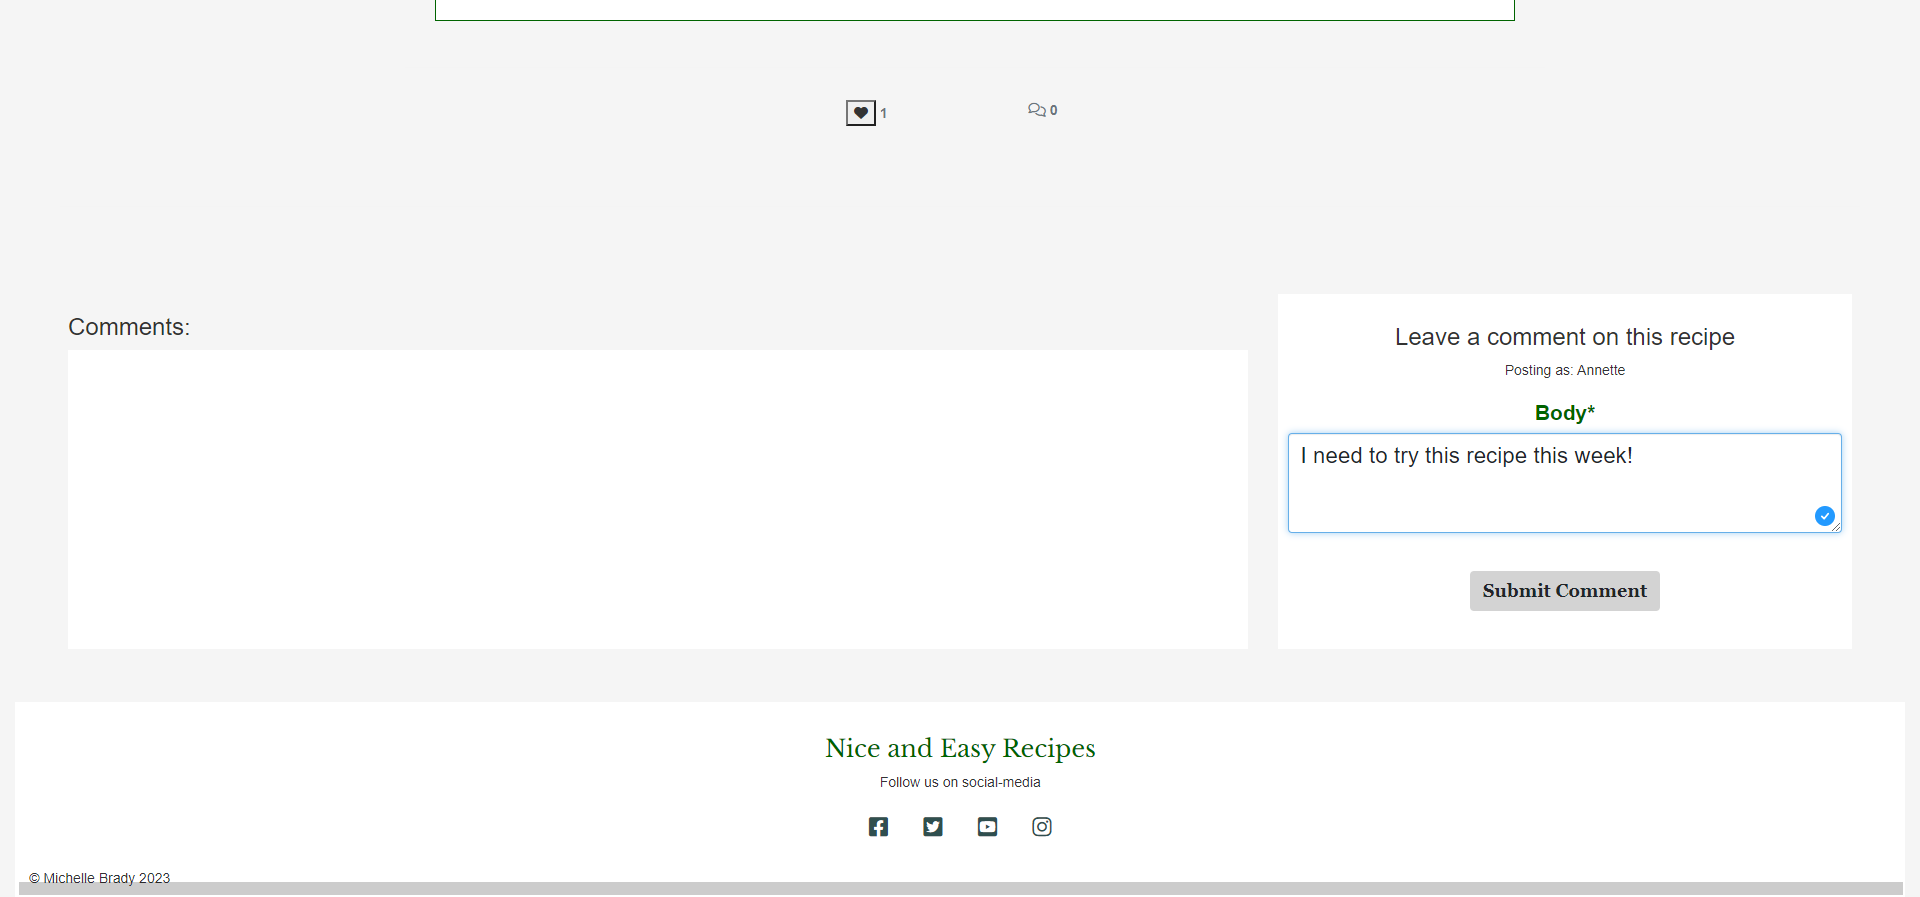 1
0
Comments:
Leave a comment on this recipe
Posting as: Annette
Body*
I need to try this recipe this week!
Submit Comment
Nice and Easy Recipes
Follow us on social-media
© Michelle Brady 2023